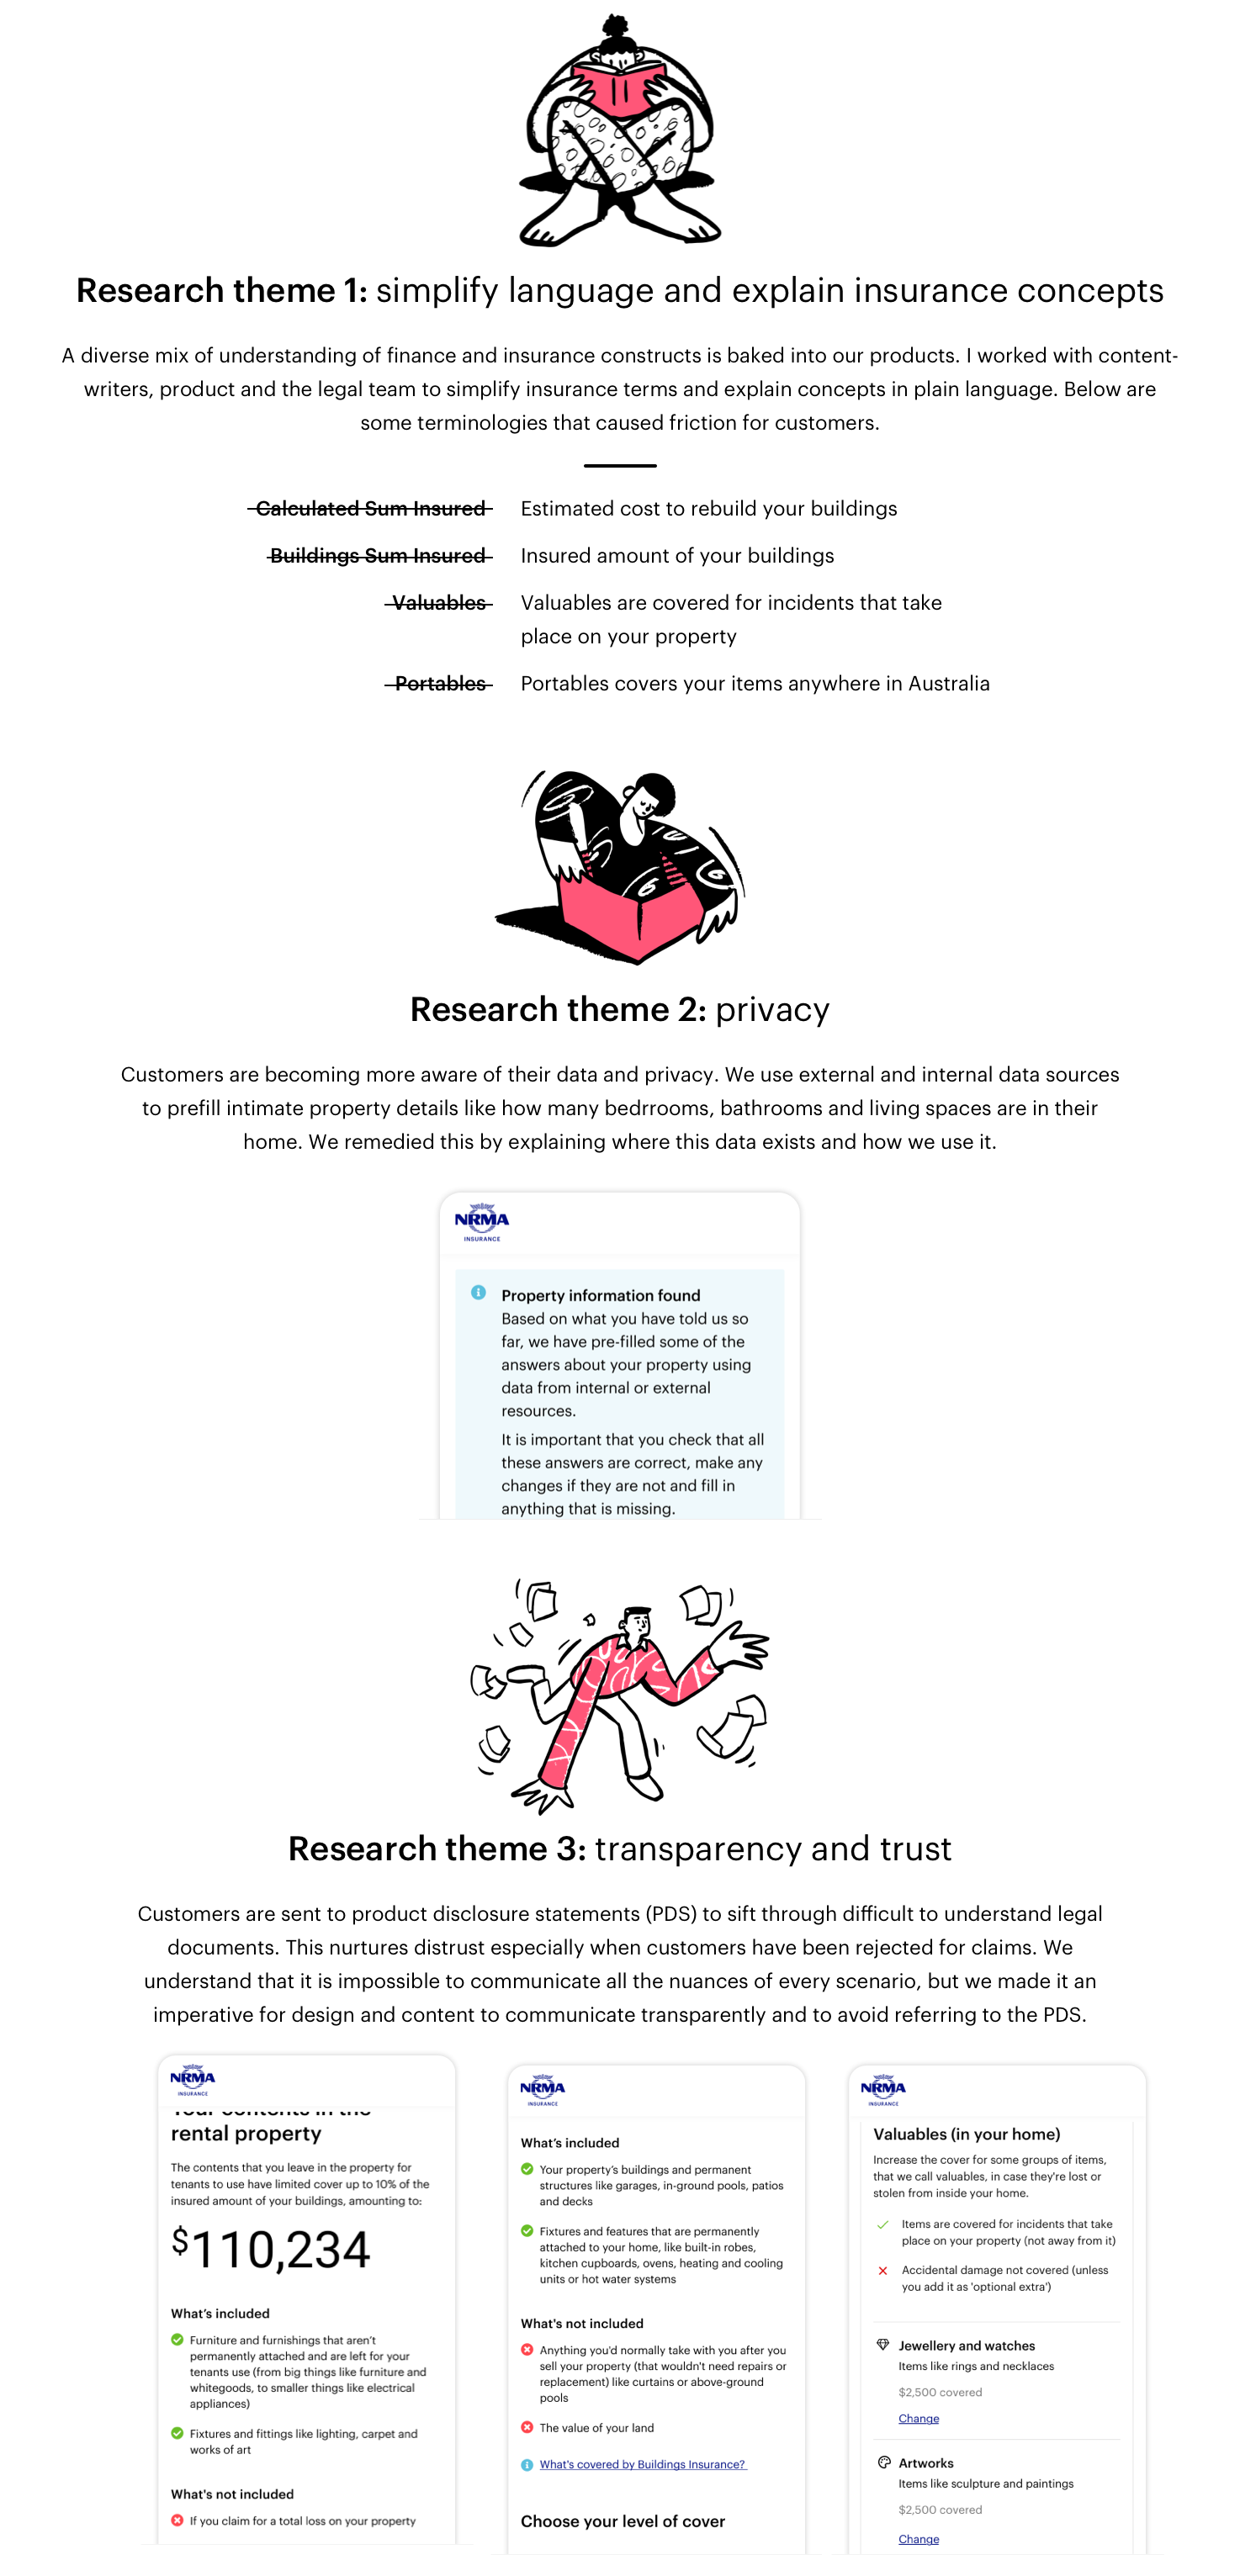 Research theme 1: simplify language and explain insurance concepts
A diverse mix of understanding of finance and insurance constructs is baked into our products. I worked with content-
writers, product and the legal team to simplify insurance terms and explain concepts in plain language. Below are
some terminologies that caused friction for customers.
Calculated Sum Insured Estimated cost to rebuild your buildings
Buildings Sum Insured Insured amount of your buildings
Valuables Valuables are covered for incidents that take
place on your property
Portables Portables covers your items anywhere in Australia
Research theme 2: privacy
Customers are becoming more aware of their data and privacy. We use external and internal data sources
to prefill intimate property details like how many bedrrooms, bathrooms and living spaces are in their
home. We remedied this by explaining where this data exists and how we use it.
NRMA
INSURANCE
Property information found
Based on what you have told us so
far, we have pre-filled some of the
answers about your property using
data from internal or external
resources.
It is important that you check that all
these answers are correct, make any
changes if they are not and fill in
anything that is missing.
Research theme 3: transparency and trust
Customers are sent to product disclosure statements (PDS) to sift through difficult to understand legal
documents. This nurtures distrust especially when customers have been rejected for claims. We
understand that it is impossible to communicate all the nuances of every scenario, but we made it an
imperative for design and content to communicate transparently and to avoid referring to the PDS.
NRMA
INSURANCE
Your contents in the
rental property
The contents that you leave in the property for
tenants to use have limited cover up to 10% of the
insured amount of your buildings, amounting to:
$110,234
What's included
Furniture and furnishings that aren't
permanently attached and are left for your
tenants use (from big things like furniture and
whitegoods, to smaller things like electrical
appliances)
Fixtures and fittings like lighting, carpet and
works of art
What's not included
If you claim for a total loss on your property
NRMA
INSURANCE
What's included
Your property's buildings and permanent
structures like garages, in-ground pools, patios
and decks
Fixtures and features that are permanently
attached to your home, like built-in robes,
kitchen cupboards, ovens, heating and cooling
units or hot water systems
What's not included
Anything you'd normally take with you after you
sell your property (that wouldn't need repairs or
replacement) like curtains or above-ground
pools
The value of your land
What's covered by Buildings Insurance?
Choose your level of cover
NRMA
INSURANCE
Valuables (in your home)
Increase the cover for some groups of items,
that we call valuables, in case they're lost or
stolen from inside your home.
Items are covered for incidents that take
place on your property (not away from it)
Accidental damage not covered (unless
you add it as 'optional extra')
Jewellery and watches
Items like rings and necklaces
$2,500 covered
Change
Artworks
Items like sculpture and paintings
$2,500 covered
Change